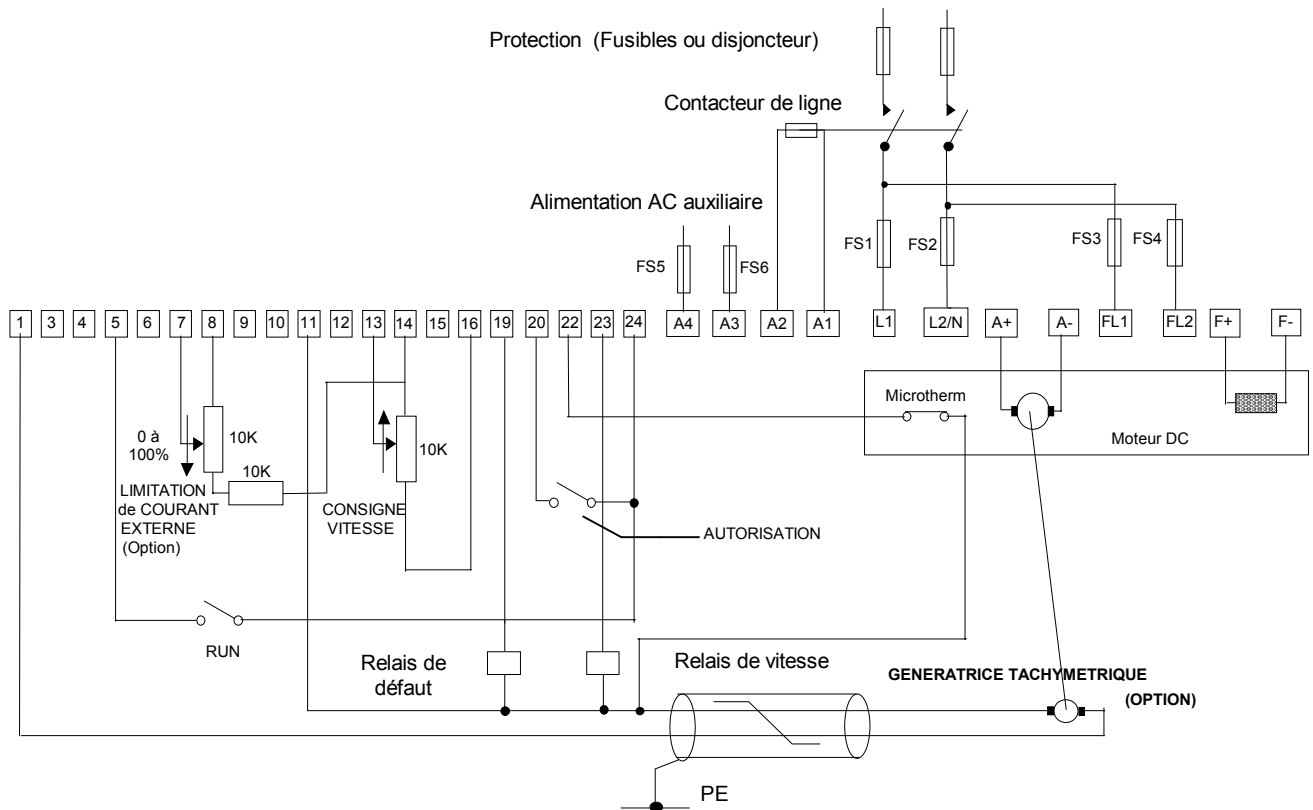 Protection (Fusibles ou disjoncteur)
Contacteur de ligne
Alimentation AC auxiliaire
FS5
FS6
FS1
FS2
FS3
FS4
1 3 4 5 6 7 8 9 10 11 12 13 14 15 16 19 20 22 23 24 A4 A3 A2 A1 L1 L2/N A+ A- FL1 FL2 F+ F-
Microtherm
Moteur DC
0 à
100%
10K
10K
10K
LIMITATION
de COURANT
EXTERNE
(Option)
CONSIGNE
VITESSE
AUTORISATION
RUN
Relais de
défaut
Relais de vitesse
GENERATRICE TACHYMETRIQUE
(OPTION)
PE